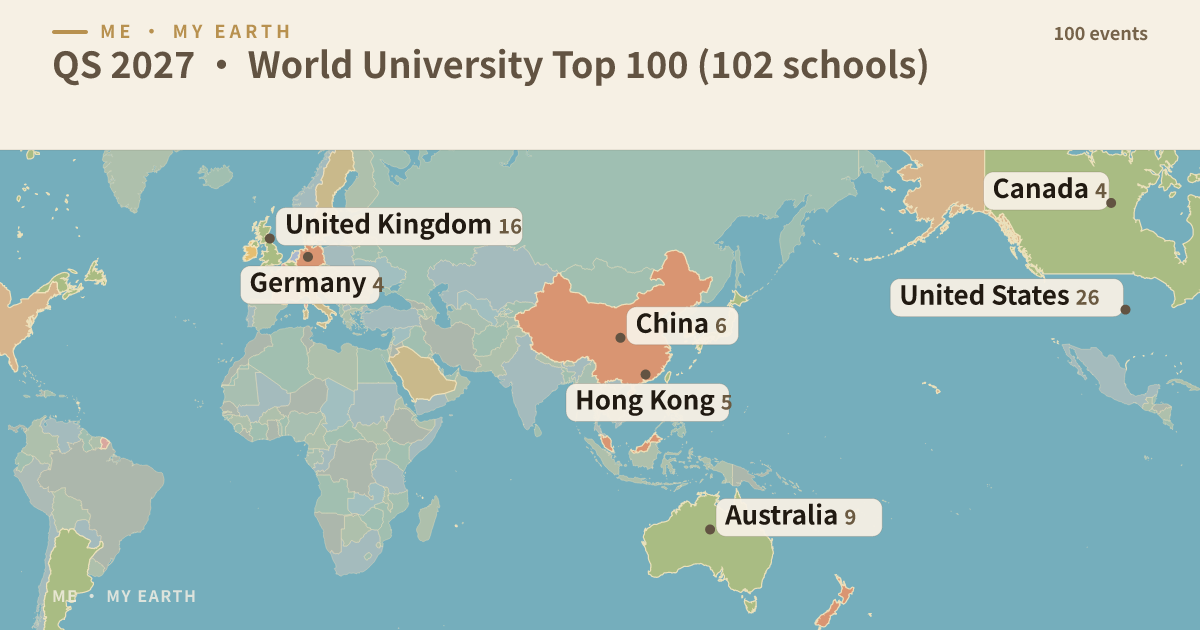 ME • MY EARTH
100 events
QS 2027 • World University Top 100 (102 schools)
Canada 4
United Kingdom 16
Germany 4
United States 26
China 6
Hong Kong 5
Australia 9
ME • MY EARTH